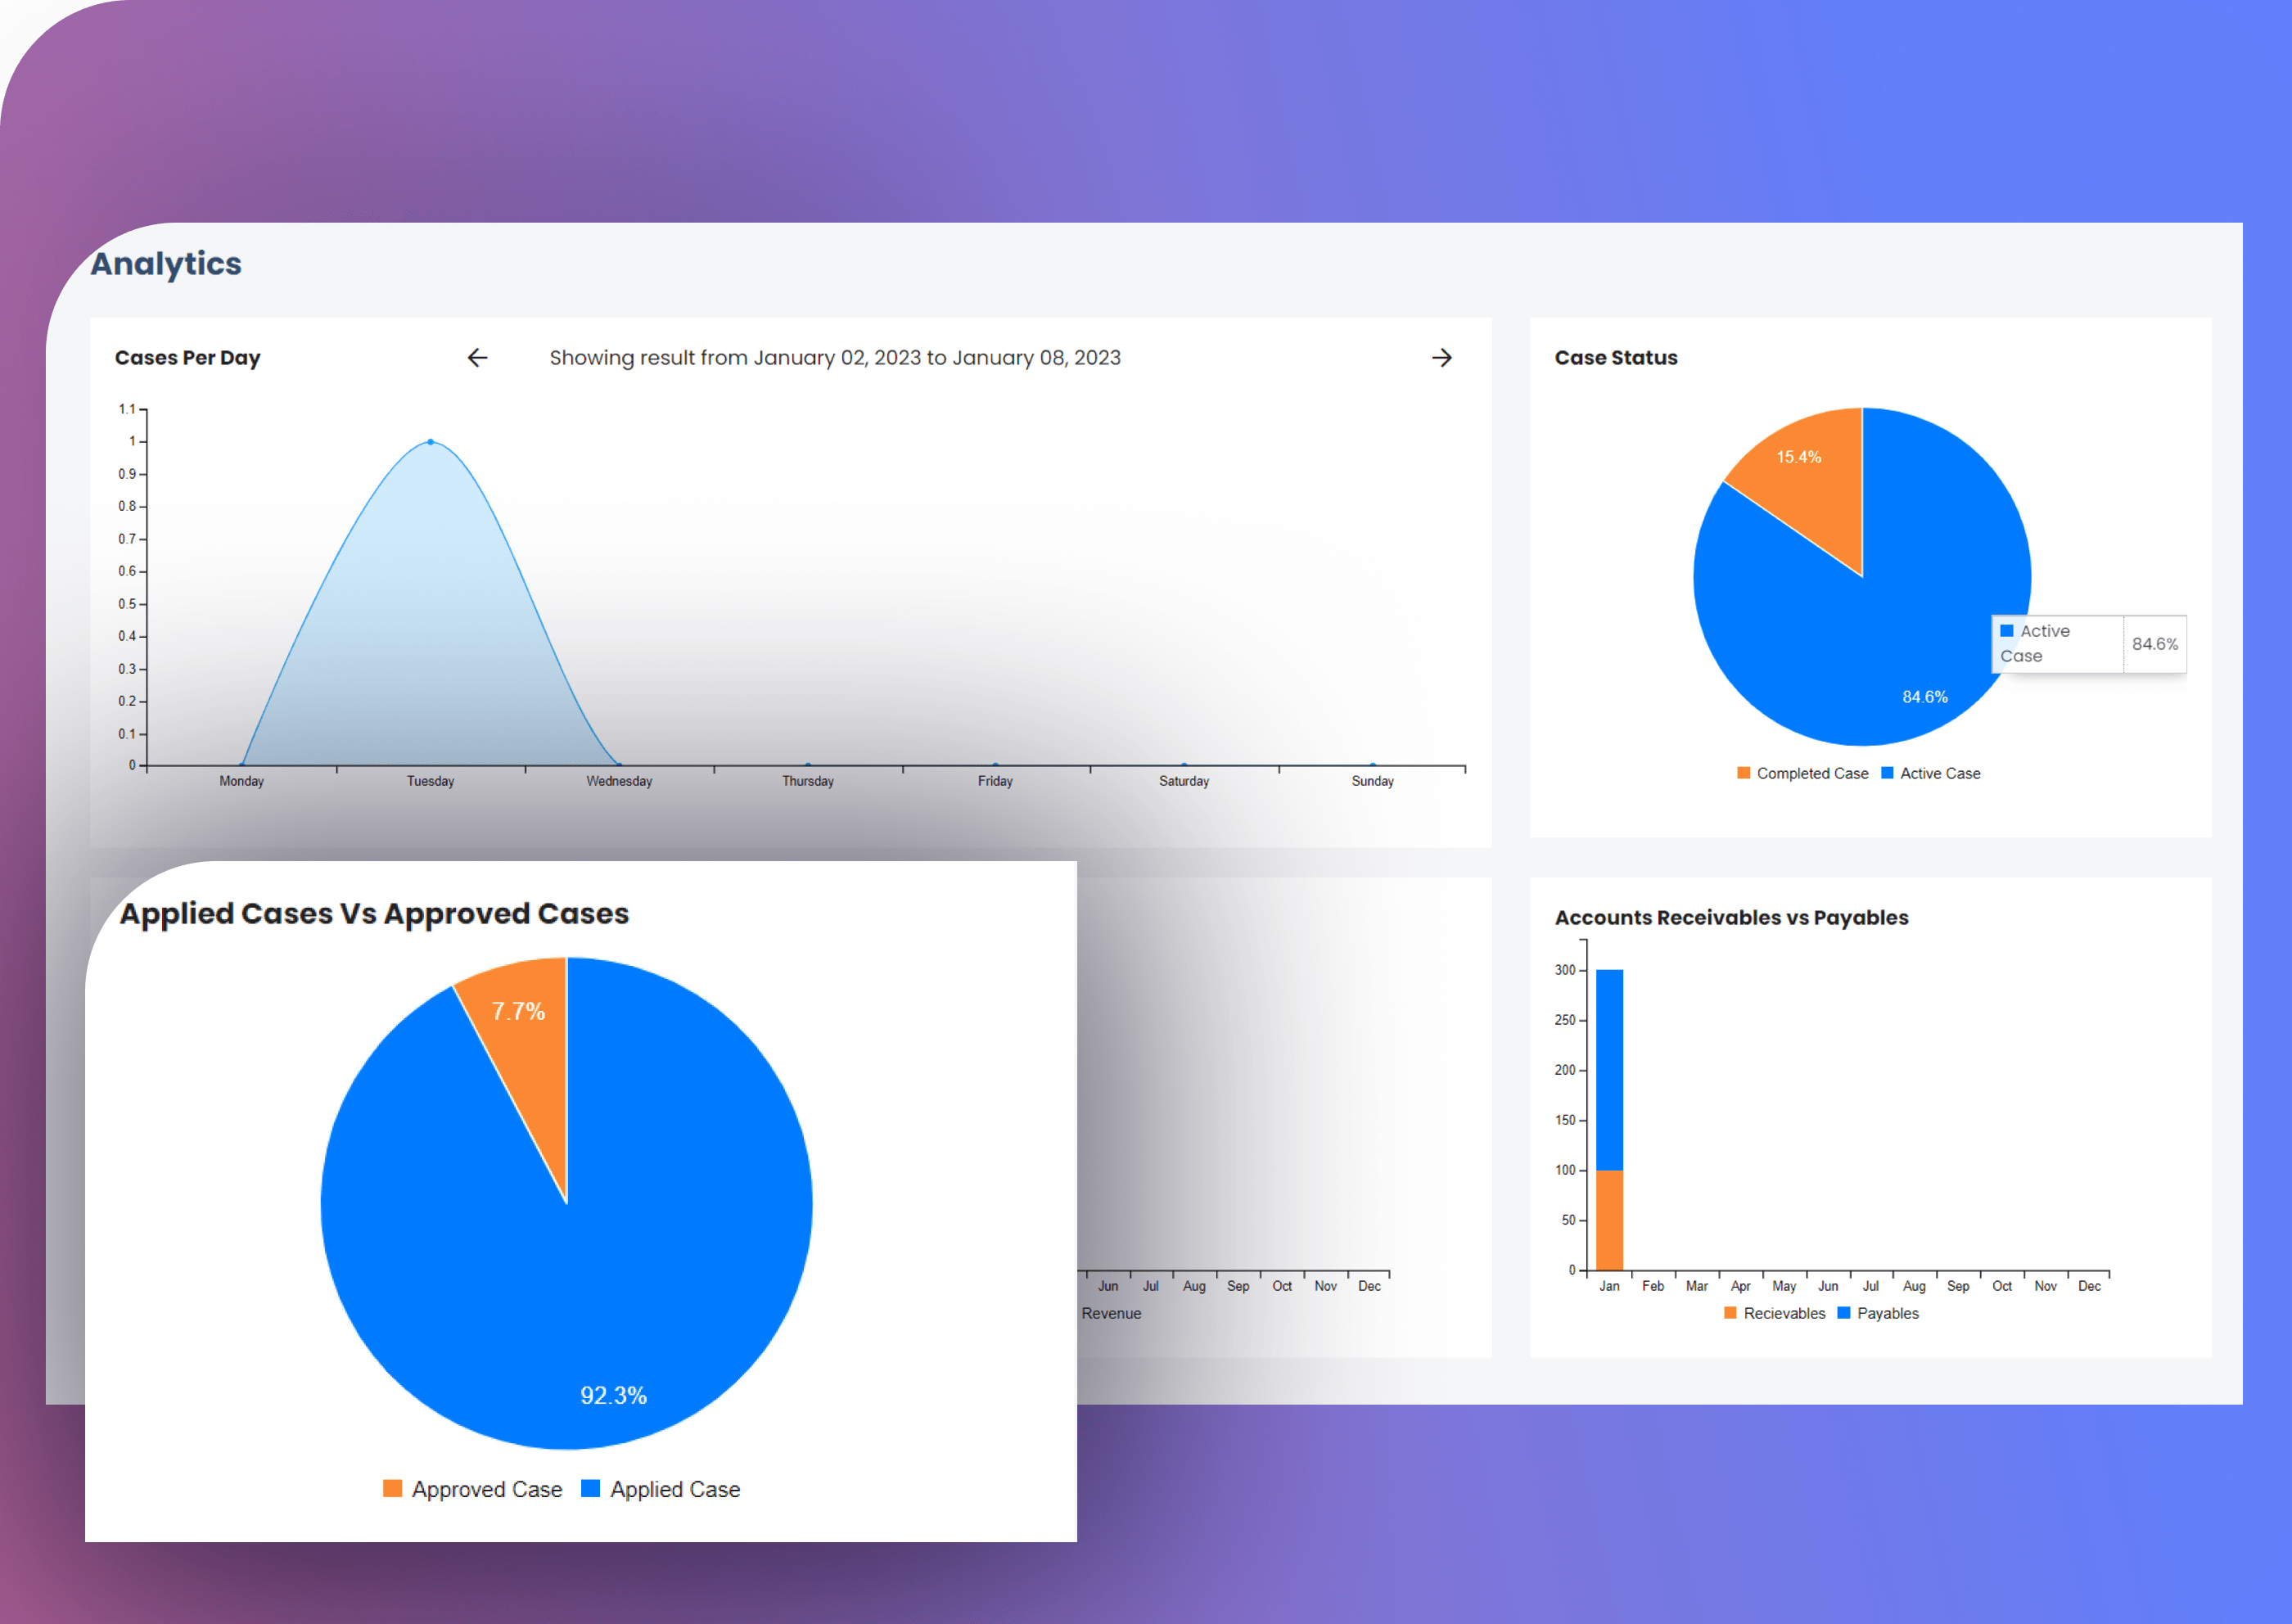 Analytics
Cases Per Day
Showing result from January 02, 2023 to January 08, 2023
1.1
1
0.9
0.8
0.7
0.6
0.5
0.4
0.3
0.2
0.1
0
Monday Tuesday Wednesday Thursday Friday Saturday Sunday
Case Status
15.4%
84.6%
Active
Case
84.6%
Completed Case Active Case
Applied Cases Vs Approved Cases
7.7%
92.3%
Approved Case Applied Case
Jun Jul Aug Sep Oct Nov Dec
Revenue
Accounts Receivables vs Payables
300
250
200
150
100
50
0
Jan Feb Mar Apr May Jun Jul Aug Sep Oct Nov Dec
Recievables Payables